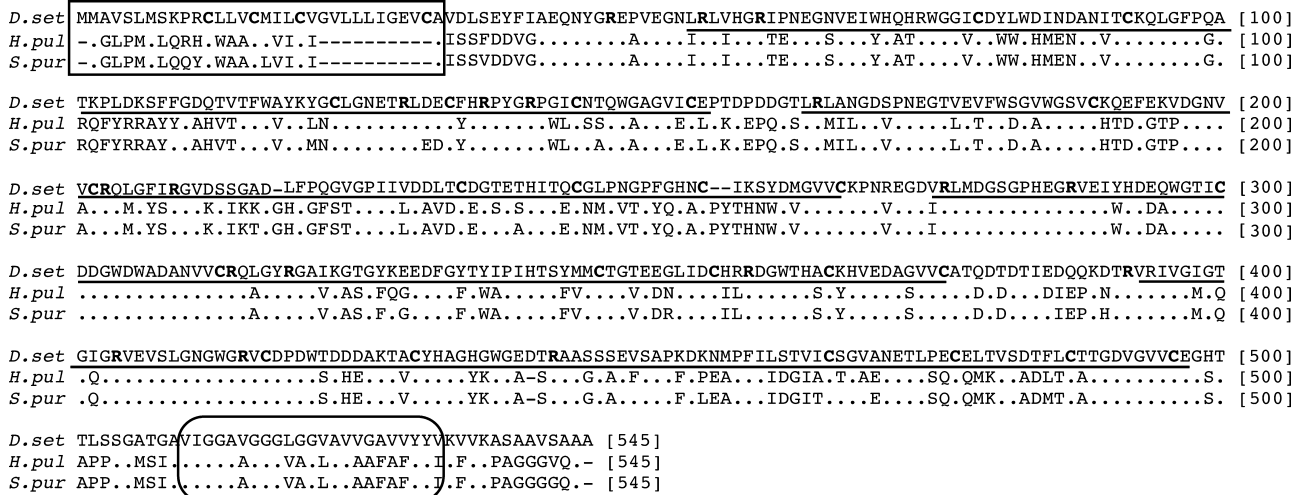 D.set MMAVSLMSKPRCLLVCMILCVGVLLLIGEVCAVDLSEYFIAEQNYGREPVEGNLRLVHGRIPNEGNVEIWHQHRWGGICDYLWDINDANITCKQLGFPQA [100]
H.pul -.GLPM.LQRH.WAA..VI.I----------.ISSFDDVG.........A....I..I...TE...S...Y.AT....V..WW.HMEN..V........G. [100]
S.pur -.GLPM.LQQY.WAA.LVI.I----------.ISSVDDVG.........A....I..I...TE...S...Y.AT....V..WW.HMEN..V........G. [100]
D.set TKPLDKSFFGDQTVTFWAYKYGCLGNETRLDECFHRPYGRPGICNTQWGAGVICEPTDPDDGTLRLANGDSPNEGTVEVFWSGVWGSVCKQEFEKVDGNV [200]
H.pul RQFYRRAYY.AHVT...V..LN...........Y.......WL.SS..A...E.L.K.EPQ.S..MIL..V.....L.T..D.A.....HTD.GTP.... [200]
S.pur RQFYRRAY..AHVT...V..MN........ED.Y.......WL..A..A...E.L.K.EPQ.S..MIL..V.....L.T..D.A.....HTD.GTP.... [200]
D.set VCRQLGFIRGVDSSGAD-LFPQGVGPIIVDDLTCDGTETHITQCGLPNGPFGHNC--IKSYDMGVVCKPNREGDVRLMDGSGPHEGRVEIYHDEQWGTIC [300]
H.pul A...M.YS...K.IKK.GH.GFST....L.AVD.E.S.S...E.NM.VT.YQ.A.PYTHNW.V.......V...I...............W..DA..... [300]
S.pur A...M.YS...K.IKT.GH.GFST....L.AVD.E...A...E.NM.VT.YQ.A.PYTHNW.V.......V...I...............W..DA..... [300]
D.set DDGWDWADANVVCRQLGYRGAIKGTGYKEEDFGYTYIPIHTSYMMCTGTEEGLIDCHRRDGWTHACKHVEDAGVVCATQDTDTIEDQQKDTRVRIVGIGT [400]
H.pul ...............A.....V.AS.FQG....F.WA.....FV....V.DN....IL......S.Y.....S.....D.D...DIEP.N.......M.Q [400]
S.pur ...............A.....V.AS.F.G....F.WA.....FV....V.DR....IL......S.Y.....S.....D.D....IEP.H.......M.Q [400]
D.set GIGRVEVSLGNGWGRVCDPDWTDDDAKTACYHAGHGWGEDTRAASSSEVSAPKDKNMPFILSTVICSGVANETLPECELTVSDTFLCTTGDVGVVCEGHT [500]
H.pul .Q...................S.HE...V.....YK..A-S...G.A.F...F.PEA...IDGIA.T.AE....SQ.QMK..ADLT.A..........S. [500]
S.pur .Q...................S.HE...V.....YK..A-S...G.A.....F.LEA...IDGIT...AE....SQ.QMK..ADMT.A..........S. [500]
D.set TLSSGATGAVIGGAVGGGLGGVAVVGAVVYYVKVVKASAAVSAAA [545]
H.pul APP..MSI......A...VA.L..AAFAF..I.F..PAGGGVQ.- [545]
S.pur APP..MSI......A...VA.L..AAFAF..I.F..PAGGGGQ.- [545]